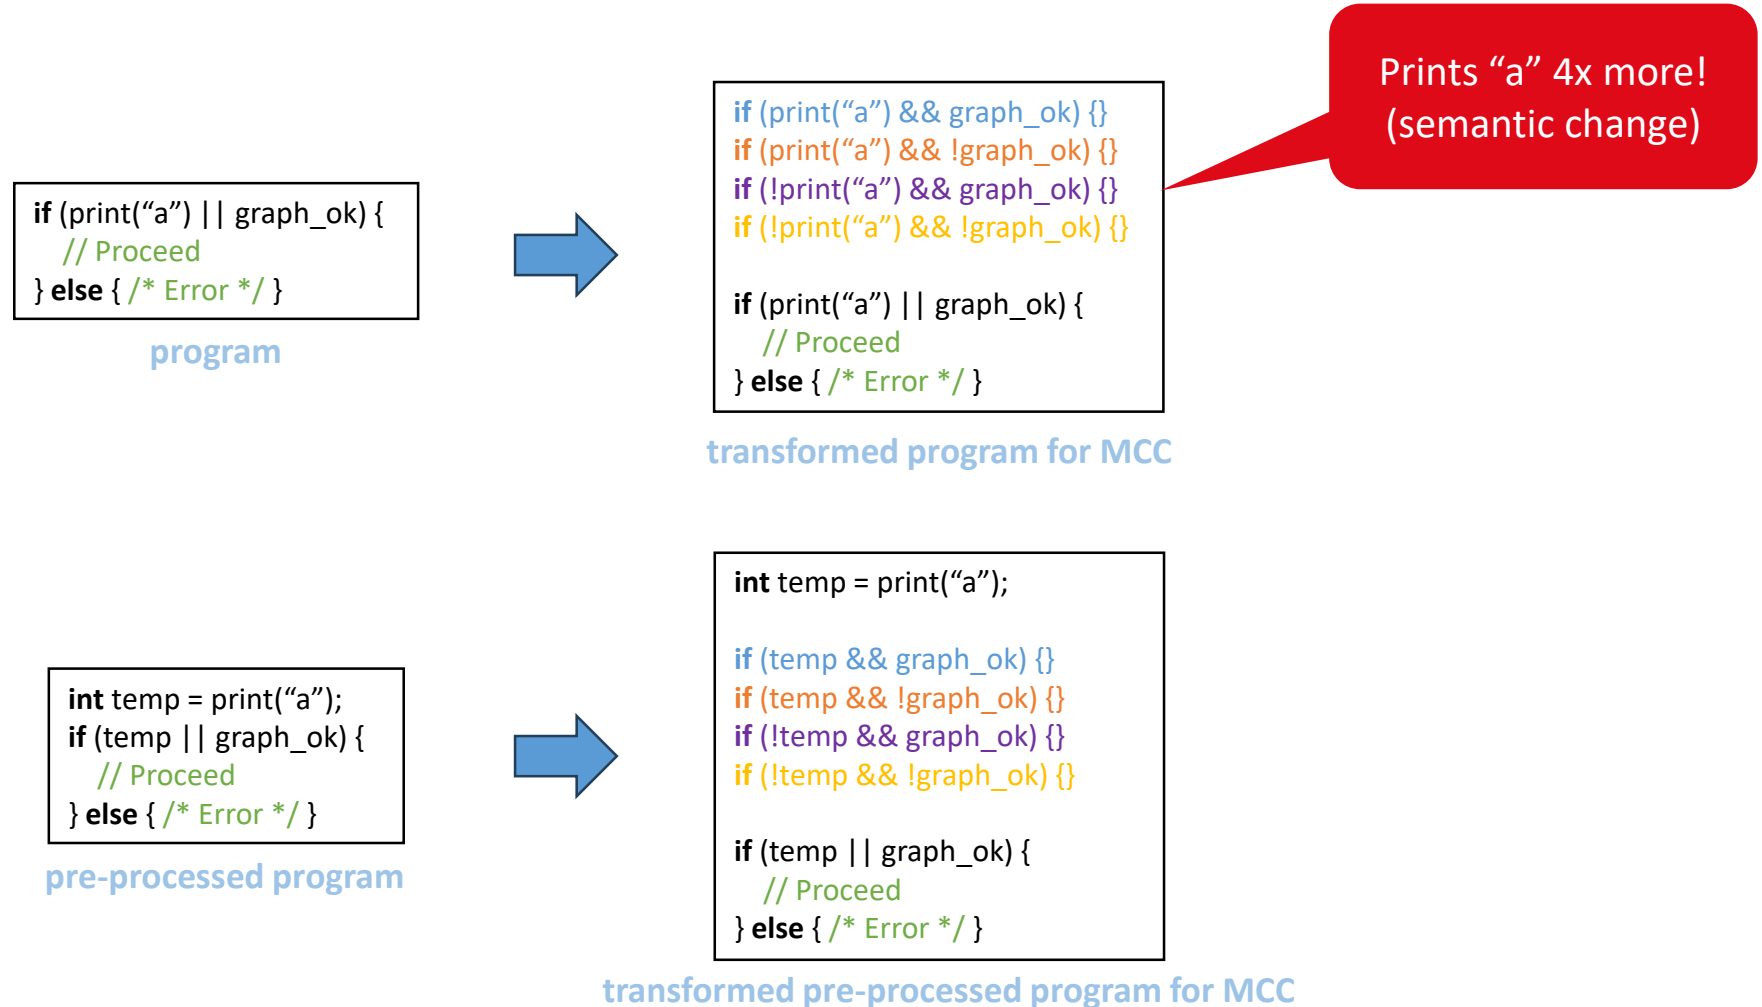 if (print(“a”) || graph_ok) {
// Proceed
} else { /* Error */ }
program
if (print(“a”) && graph_ok) {}
if (print(“a”) && !graph_ok) {}
if (!print(“a”) && graph_ok) {}
if (!print(“a”) && !graph_ok) {}
if (print(“a”) || graph_ok) {
// Proceed
} else { /* Error */ }
transformed program for MCC
Prints “a” 4x more!
(semantic change)
int temp = print(“a”);
if (temp || graph_ok) {
// Proceed
} else { /* Error */ }
pre-processed program
int temp = print(“a”);
if (temp && graph_ok) {}
if (temp && !graph_ok) {}
if (!temp && graph_ok) {}
if (!temp && !graph_ok) {}
if (temp || graph_ok) {
// Proceed
} else { /* Error */ }
transformed pre-processed program for MCC